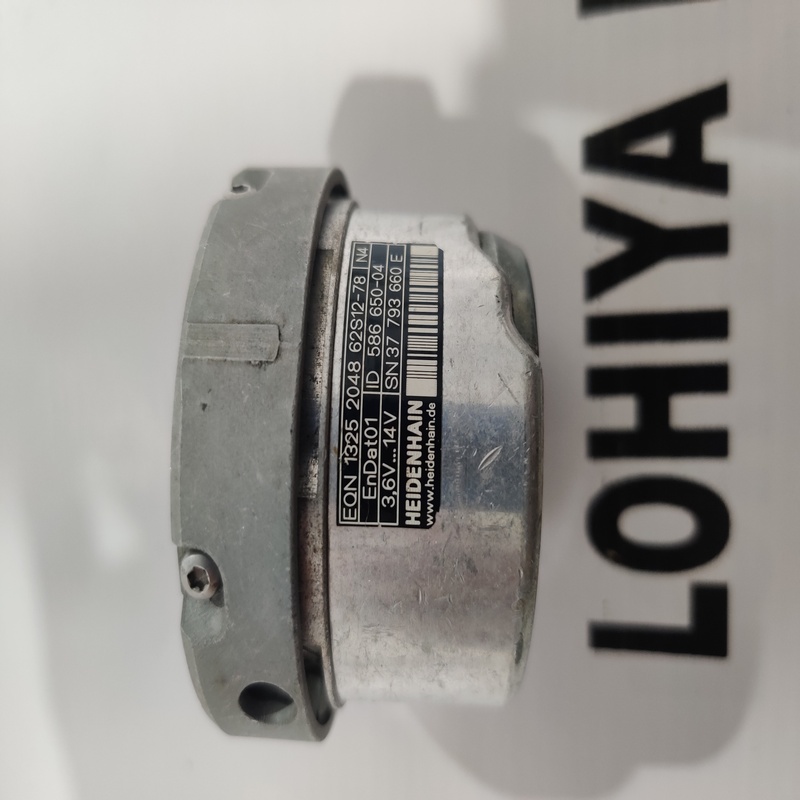 EQN 1325 2048 62S12-78 N4
EnDat01 ID 586 650-04
3,6V...14V SN 37 793 660 E
HEIDENHAIN
www.heidenhain.de
LOHIYA